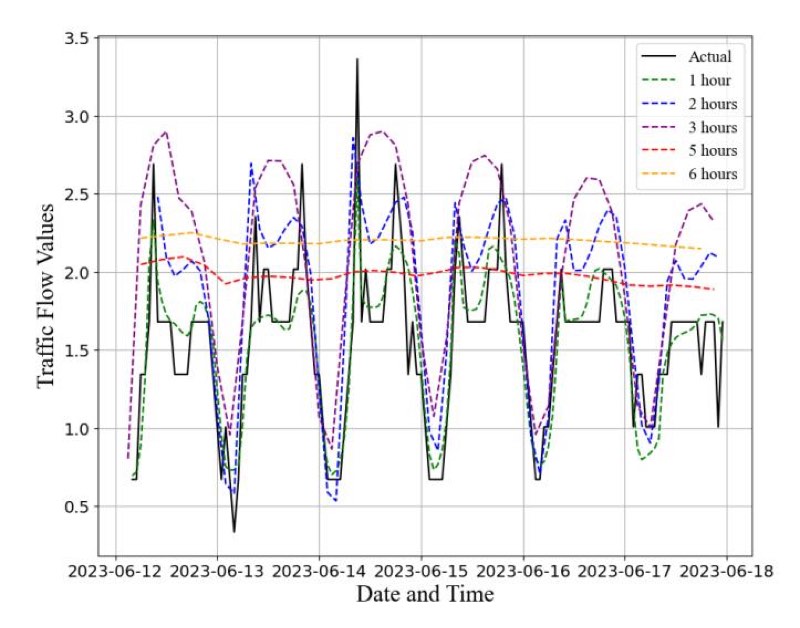 Traffic Flow Values
3.5
3.0
2.5
2.0
1.5
1.0
0.5
Actual
1 hour
2 hours
3 hours
5 hours
6 hours
2023-06-12 2023-06-13 2023-06-14 2023-06-15 2023-06-16 2023-06-17 2023-06-18
Date and Time